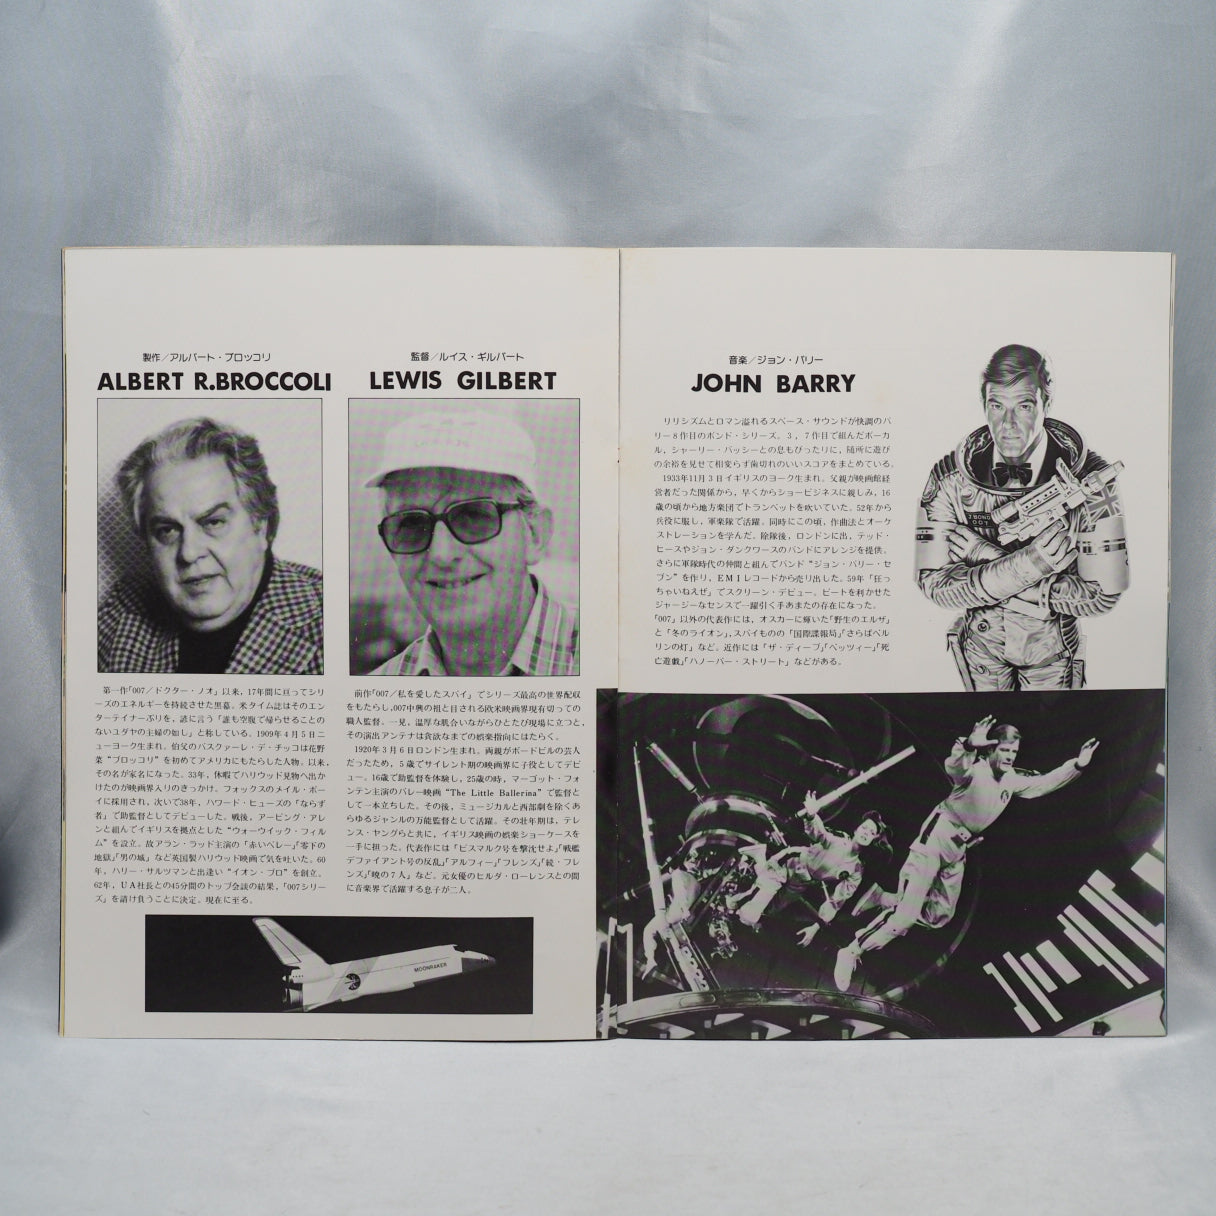 製作／アルバート・ブロッコリ
ALBERT R.BROCCOLI
第一作「007／ドクター・ノオ」以来，17年間に亘ってシリ
ーズのエネルギーを持続させた黒幕。米タイム誌はそのエン
ターテイナーぶりを，諺に言う「誰も空腹で帰らせることの
ないユダヤの主婦の如し」と称している。1909年4月5日ニ
ューヨーク生まれ。伯父のパスクァーレ・デ・チッコは花野
菜“ブロッコリ”を初めてアメリカにもたらした人物。以来，
その名が家名になった。33年，休暇でハリウッド見物へ出か
けたのが映画界入りのきっかけ。フォックスのメイル・ボー
イに採用され，次いで38年，ハワード・ヒューズの「ならず
者」で助監督としてデビューした。戦後，アービング・アレ
ンと組んでイギリスを拠点とした“ウォーウイック・フィル
ム”を設立。故アラン・ラッド主演の「赤いベレー」「零下の
地獄」「男の城」など英国製ハリウッド映画で気を吐いた。60
年，ハリー・サルツマンと出逢い“イオン・プロ”を創立。
62年，UA社長との45分間のトップ会談の結果，「007シリー
ズ」を請け負うことに決定。現在に至る。
監督／ルイス・ギルバート
LEWIS GILBERT
前作「007／私を愛したスパイ」でシリーズ最高の世界配収
をもたらし，007中興の祖と目される欧米映画界現有切っての
職人監督。一見，温厚な肌合いながらひとたび現場に立つと，
その演出アンテナは貪欲なまでの娯楽指向にはたらく。
1920年3月6日ロンドン生まれ。両親がボードビルの芸人
だったため，5歳でサイレント期の映画界に子役としてデビ
ュー。16歳で助監督を体験し，25歳の時，マーゴット・フォ
ンテン主演のバレー映画“The Little Ballerina”で監督と
して一本立ちした。その後，ミュージカルと西部劇を除くあ
らゆるジャンルの万能監督として活躍。その壮年期は，テレ
ンス・ヤングらと共に，イギリス映画の娯楽ショーケースを
一手に担った。代表作には「ビスマルク号を撃沈せよ」「戦艦
デファイアント号の反乱」「アルフィー」「フレンズ」「続・フレ
ンズ」「暁の7人」など。元女優のヒルダ・ローレンスとの間
に音楽界で活躍する息子が二人。
MOONRAKER
音楽／ジョン・バリー
JOHN BARRY
リリシズムとロマン溢れるスペース・サウンドが快調のバ
リー8作目のボンド・シリーズ。3，7作目で組んだボーカ
ル，シャーリー・バッシーとの息もぴったりに，随所に遊び
の余裕を見せて相変らず歯切れのいいスコアをまとめている。
1933年11月3日イギリスのヨーク生まれ。父親が映画館経
営者だった関係から，早くからショービジネスに親しみ，16
歳の頃から地方楽団でトランペットを吹いていた。52年から
兵役に服し，軍楽隊で活躍。同時にこの頃，作曲法とオーケ
ストレーションを学んだ。除隊後，ロンドンに出，テッド・
ヒースやジョン・ダンクワースのバンドにアレンジを提供。
さらに軍隊時代の仲間と組んでバンド“ジョン・バリー・セ
ブン”を作り，EMIレコードから売り出した。59年「狂っ
ちゃいねえぜ」でスクリーン・デビュー。ビートを利かせた
ジャージーなセンスで一躍引く手あまたの存在になった。
「007」以外の代表作には，オスカーに輝いた「野生のエルザ」
と「冬のライオン」，スパイものの「国際諜報局」「さらばベル
リンの灯」など。近作には「ザ・ディープ」「ベッツィー」「死
亡遊戯」「ハノーバー・ストリート」などがある。
J.BOND
007